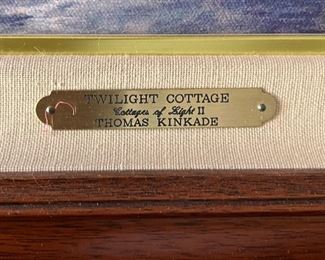 TWILIGHT COTTAGE
Cottages of Light II
THOMAS KINKADE